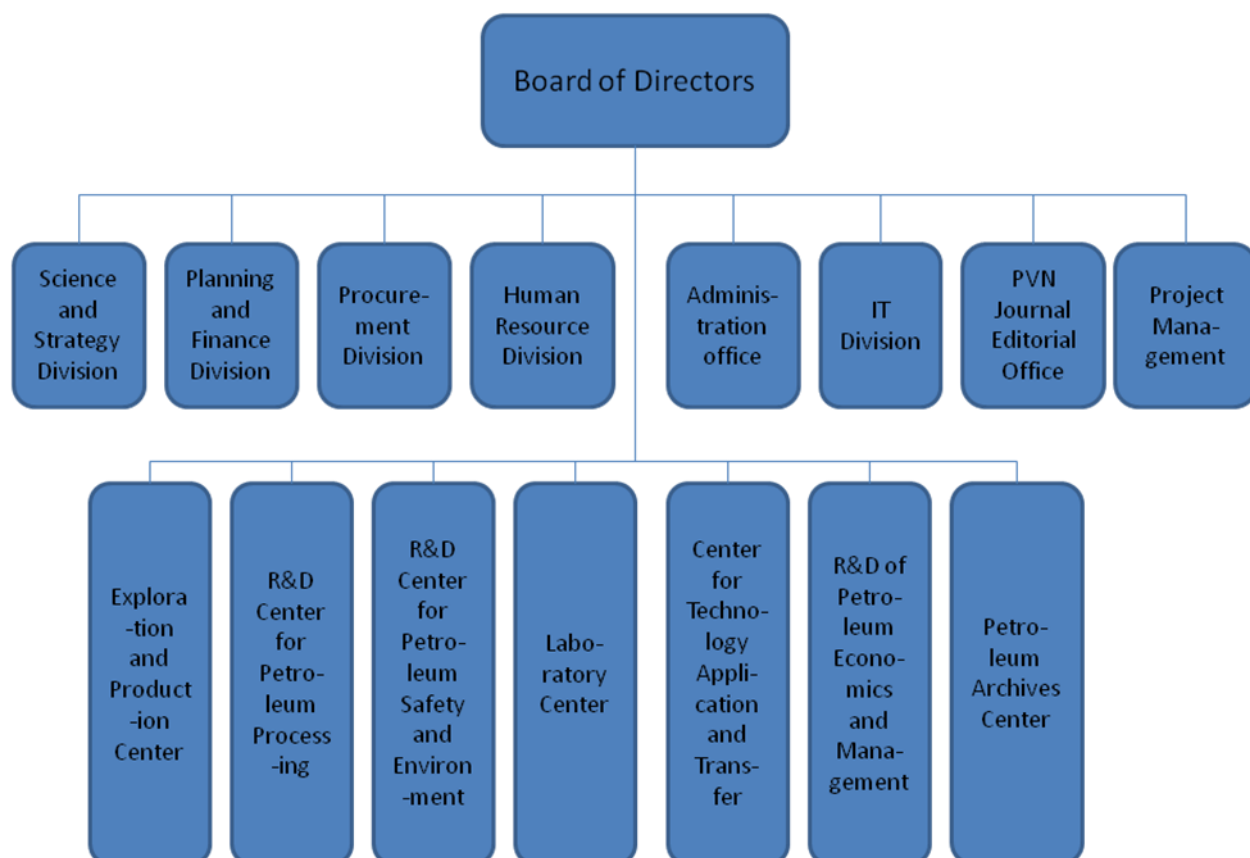 Board of Directors
Science
and
Strategy
Division
Planning
and
Finance
Division
Procure-
ment
Division
Human
Resource
Division
Adminis-
tration
office
IT
Division
PVN
Journal
Editorial
Office
Project
Mana-
gement
Explora
-tion
and
Product
-ion
Center
R&D
Center
for
Petro-
leum
Process
-ing
R&D
Center
for
Petro-
leum
Safety
and
Environ
-ment
Labo-
ratory
Center
Center
for
Techno-
logy
Appli-
cation
and
Trans-
fer
R&D of
Petro-
leum
Econo-
mics
and
Mana-
gement
Petro-
leum
Archives
Center